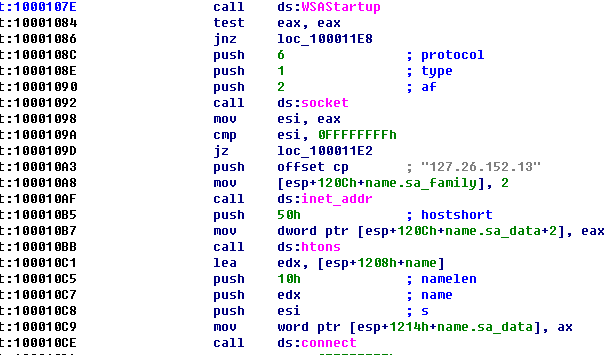 t:1000107E call ds:WSAStartup
t:10001084 test eax, eax
t:10001086 jnz loc_100011E8
t:1000108C push 6 ; protocol
t:1000108E push 1 ; type
t:10001090 push 2 ; af
t:10001092 call ds:socket
t:10001098 mov esi, eax
t:1000109A cmp esi, 0FFFFFFFFh
t:1000109D jz loc_100011E2
t:100010A3 push offset cp ; "127.26.152.13"
t:100010A8 mov [esp+120Ch+name.sa_family], 2
t:100010AF call ds:inet_addr
t:100010B5 push 50h ; hostshort
t:100010B7 mov dword ptr [esp+120Ch+name.sa_data+2], eax
t:100010BB call ds:htons
t:100010C1 lea edx, [esp+1208h+name]
t:100010C5 push 10h ; namelen
t:100010C7 push edx ; name
t:100010C8 push esi ; s
t:100010C9 mov word ptr [esp+1214h+name.sa_data], ax
t:100010CE call ds:connect